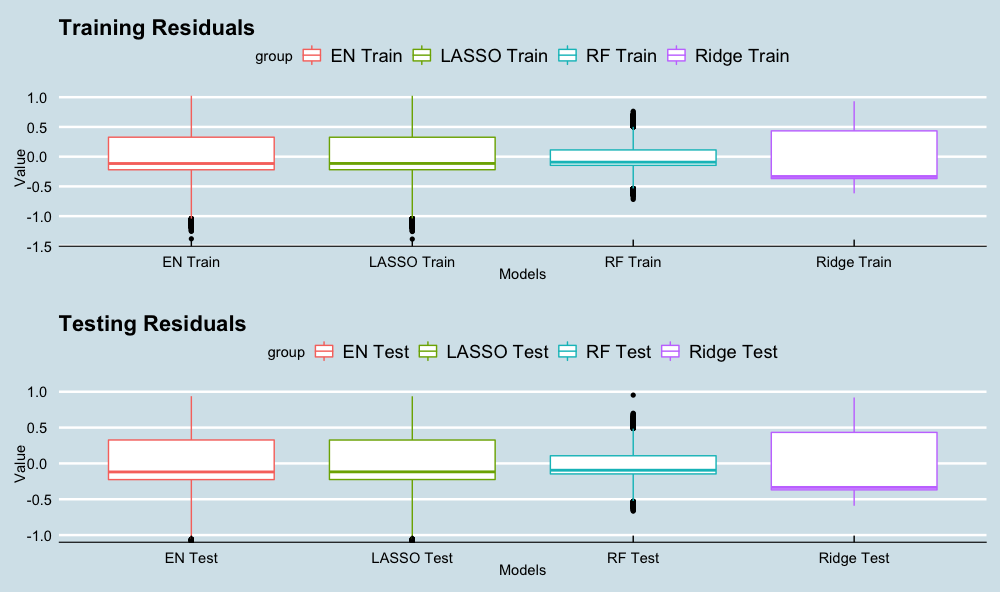 Training Residuals
group EN Train LASSO Train RF Train Ridge Train
Value
1.0
0.5
0.0
-0.5
-1.0
-1.5
EN Train LASSO Train RF Train Ridge Train
Models
Testing Residuals
group EN Test LASSO Test RF Test Ridge Test
Value
1.0
0.5
0.0
-0.5
-1.0
EN Test LASSO Test RF Test Ridge Test
Models